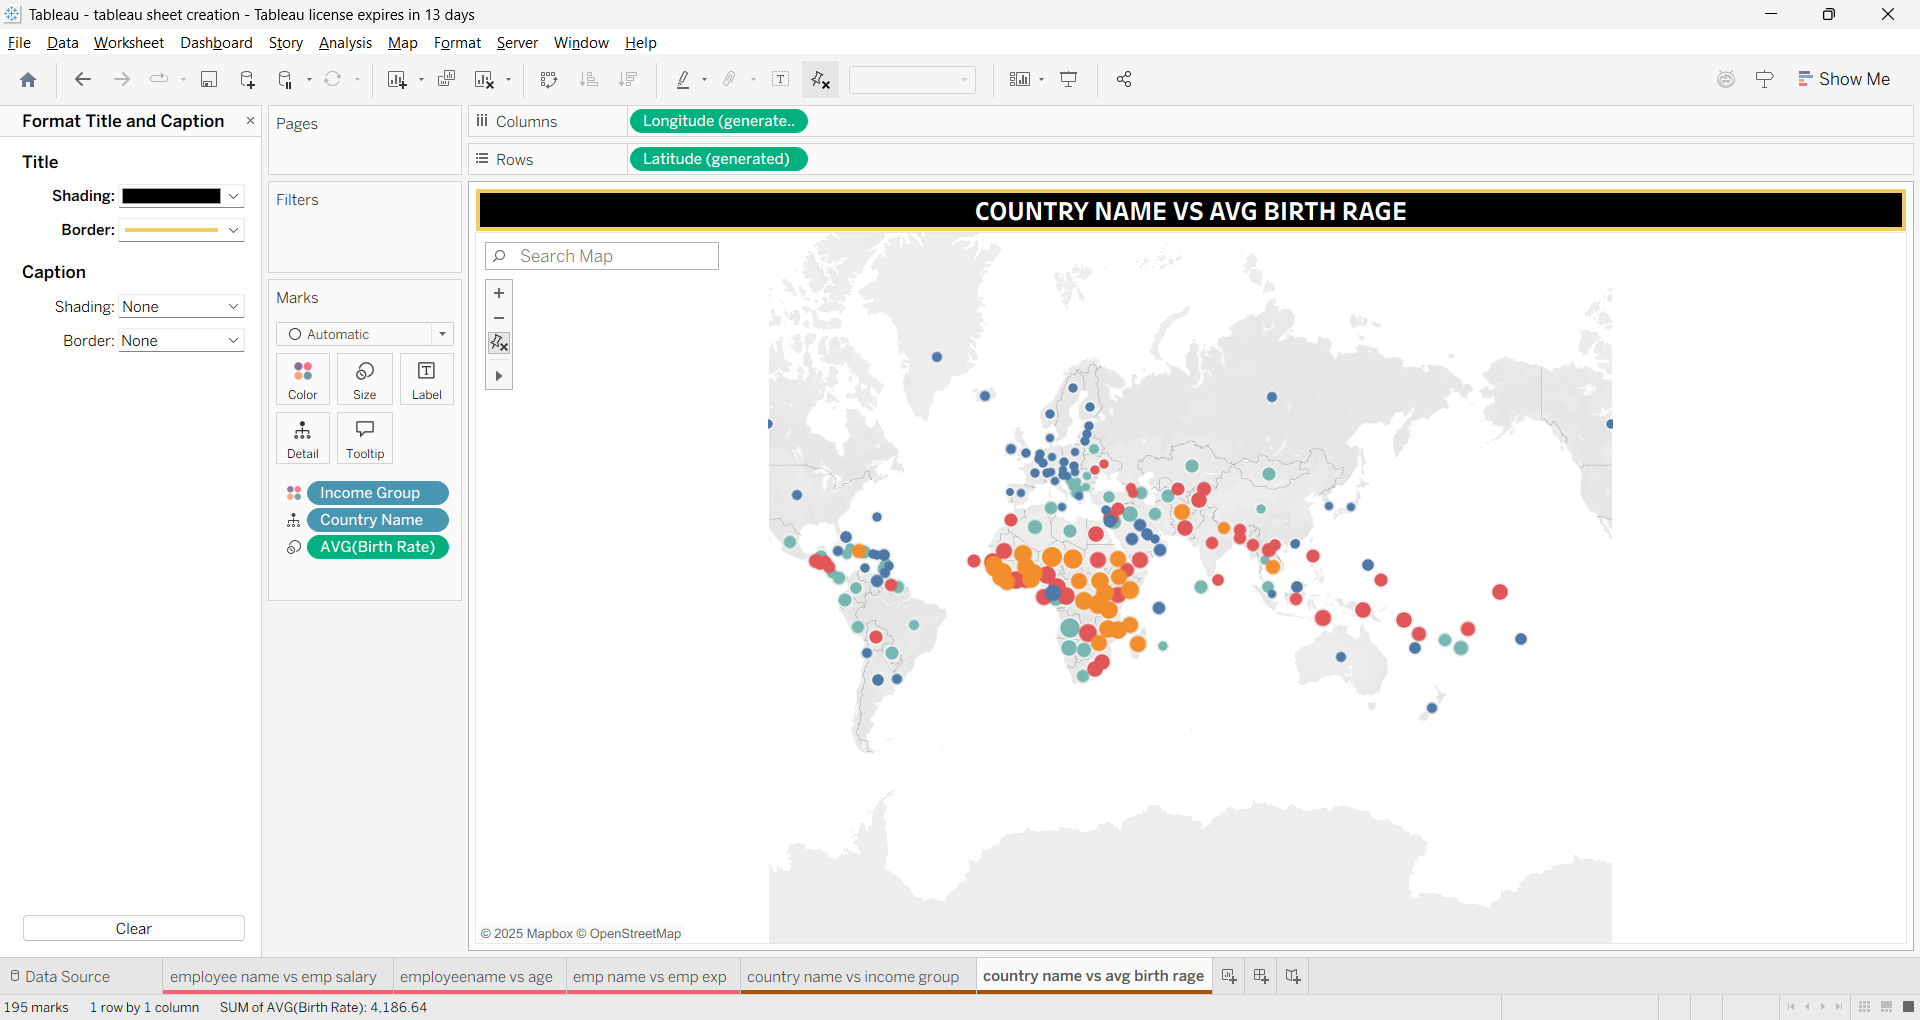 Tableau - tableau sheet creation - Tableau license expires in 13 days
File Data Worksheet Dashboard Story Analysis Map Format Server Window Help
Show Me
Format Title and Caption
Title
Shading:
Border:
Caption
Shading: None
Border: None
Clear
Pages
Filters
Marks
Automatic
Color Size Label
Detail Tooltip
Income Group
Country Name
AVG(Birth Rate)
Columns Longitude (generate..
Rows Latitude (generated)
COUNTRY NAME VS AVG BIRTH RAGE
Search Map
© 2025 Mapbox © OpenStreetMap
Data Source employee name vs emp salary employeename vs age emp name vs emp exp country name vs income group country name vs avg birth rage
195 marks 1 row by 1 column SUM of AVG(Birth Rate): 4,186.64